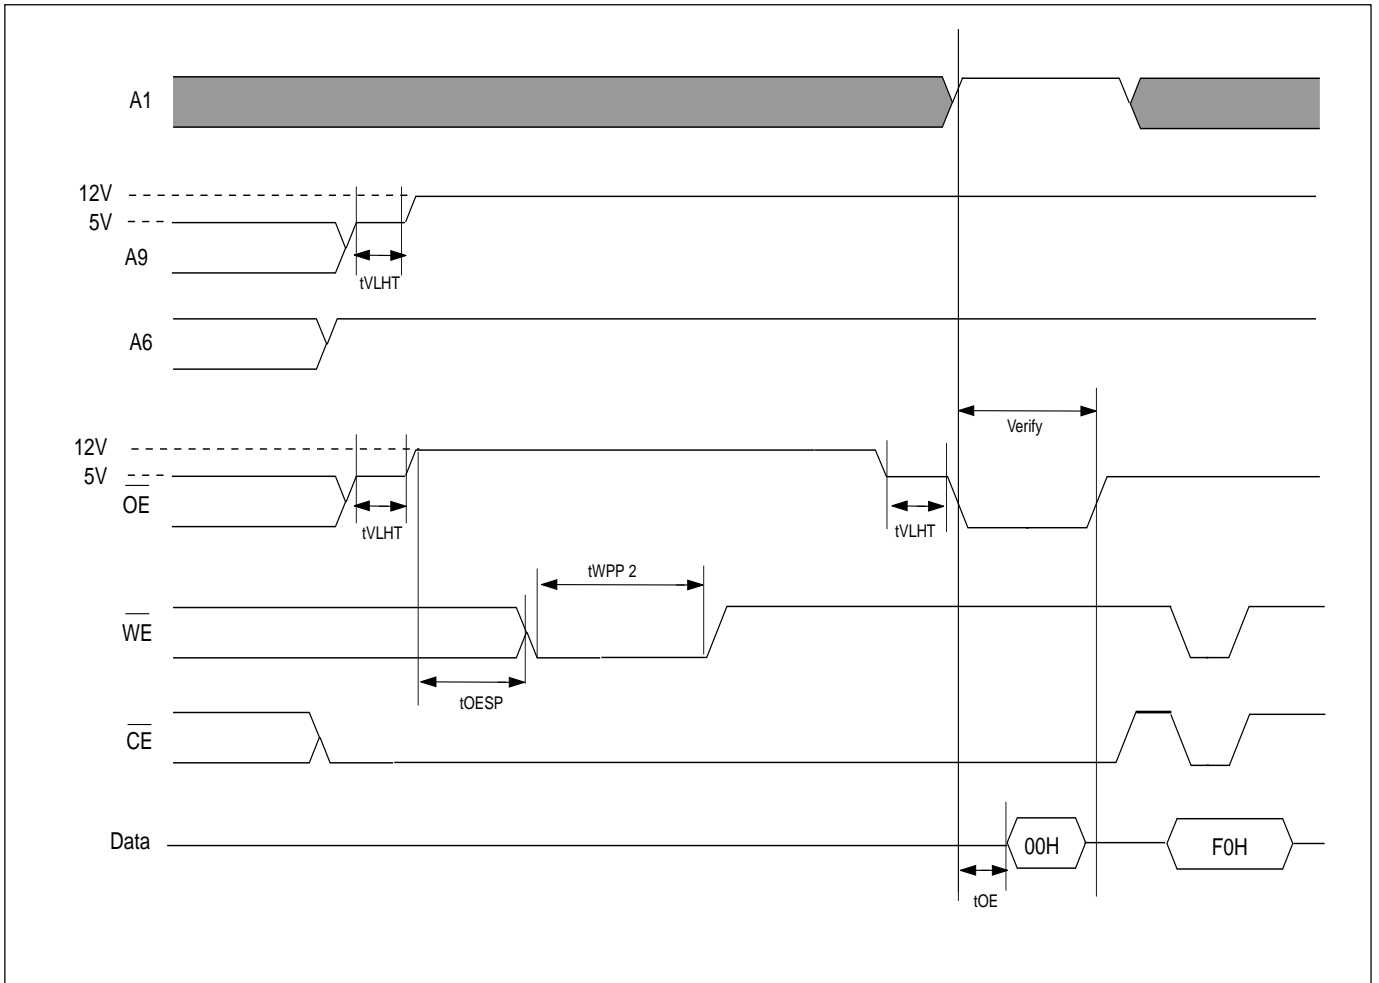 A1
12V
5V
A9
tVLHT
A6
Verify
12V
5V
OE
tVLHT
tVLHT
tWPP 2
WE
tOESP
CE
Data
00H
F0H
tOE